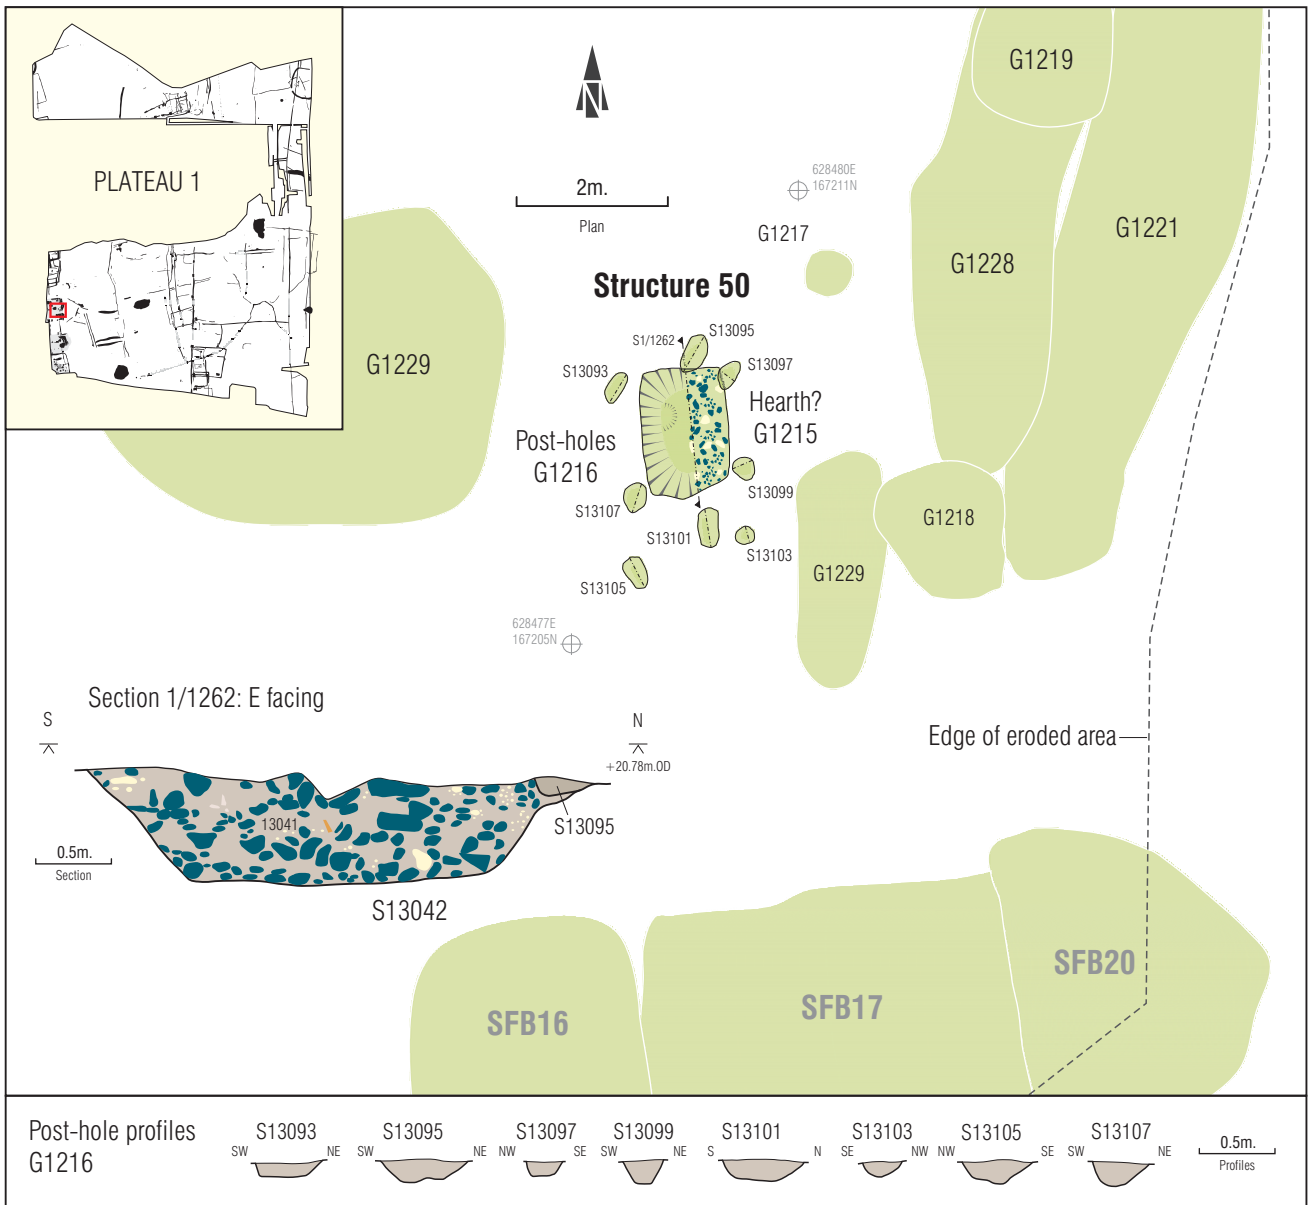 PLATEAU 1
2m.
Plan
628480E
167211N
G1217
Structure 50
G1219
G1221
G1228
G1229
S1/1262
S13095
S13093
S13097
Hearth?
G1215
Post-holes
G1216
S13099
S13107
S13101
S13103
S13105
G1218
G1229
628477E
167205N
Section 1/1262: E facing
S
N
+20.78m.OD
13041
S13095
0.5m.
Section
S13042
Edge of eroded area
SFB16
SFB17
SFB20
Post-hole profiles
G1216
S13093
SW NE
S13095
SW NE
S13097
NW SE
S13099
SW NE
S13101
S N
S13103
SE NW
S13105
NW SE
S13107
SW NE
0.5m.
Profiles
N